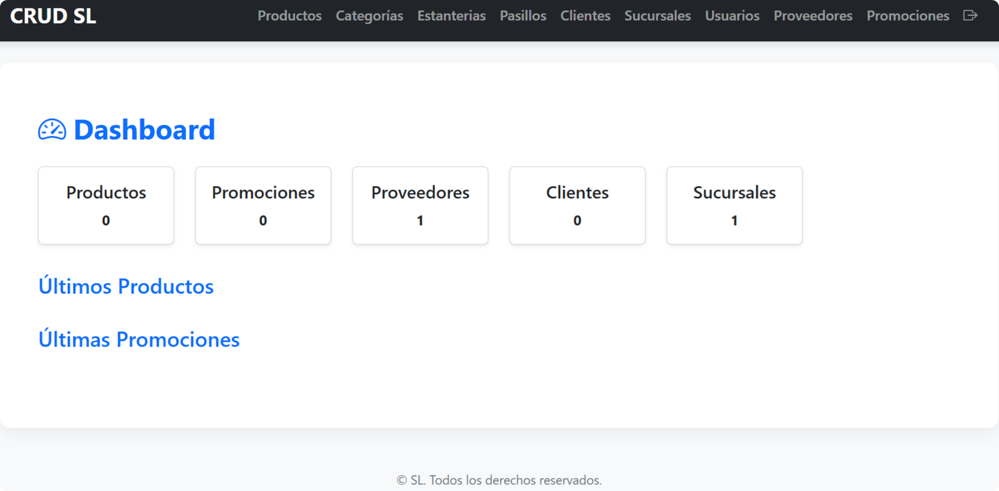 CRUD SL
Productos Categorías Estanterias Pasillos Clientes Sucursales Usuarios Proveedores Promociones
Dashboard
Productos
0
Promociones
0
Proveedores
1
Clientes
0
Sucursales
1
Últimos Productos
Últimas Promociones
© SL. Todos los derechos reservados.